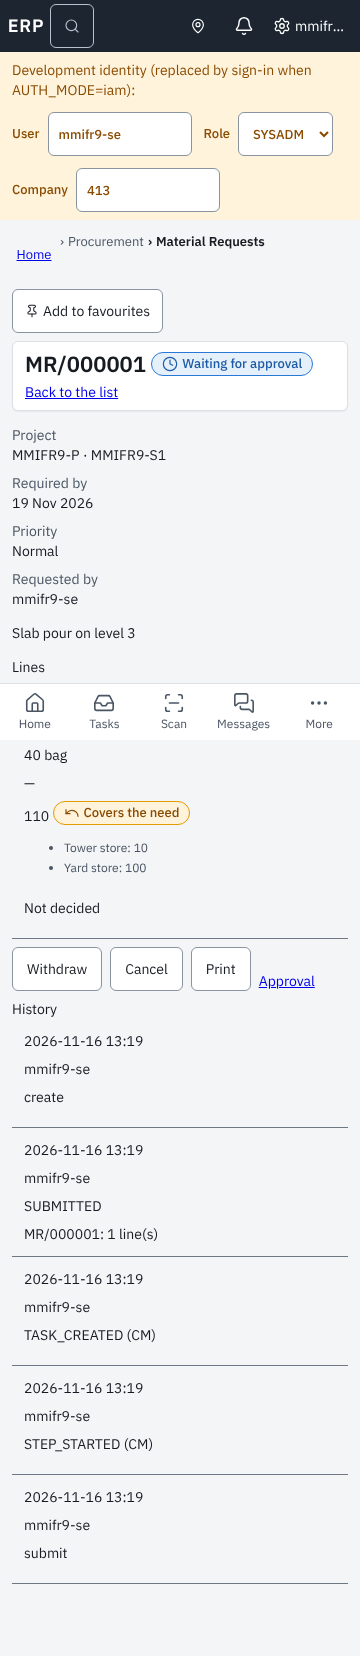 ERP
mmifr...
Development identity (replaced by sign-in when
AUTH_MODE=iam):
User mmifr9-se Role SYSADM
Company 413
Home › Procurement › Material Requests
Add to favourites
MR/000001 Waiting for approval
Back to the list
Project
MMIFR9-P · MMIFR9-S1
Required by
19 Nov 2026
Priority
Normal
Requested by
mmifr9-se
Slab pour on level 3
Lines
Home Tasks Scan Messages More
40 bag
—
110 Covers the need
• Tower store: 10
• Yard store: 100
Not decided
Withdraw Cancel Print Approval
History
2026-11-16 13:19
mmifr9-se
create
2026-11-16 13:19
mmifr9-se
SUBMITTED
MR/000001: 1 line(s)
2026-11-16 13:19
mmifr9-se
TASK_CREATED (CM)
2026-11-16 13:19
mmifr9-se
STEP_STARTED (CM)
2026-11-16 13:19
mmifr9-se
submit